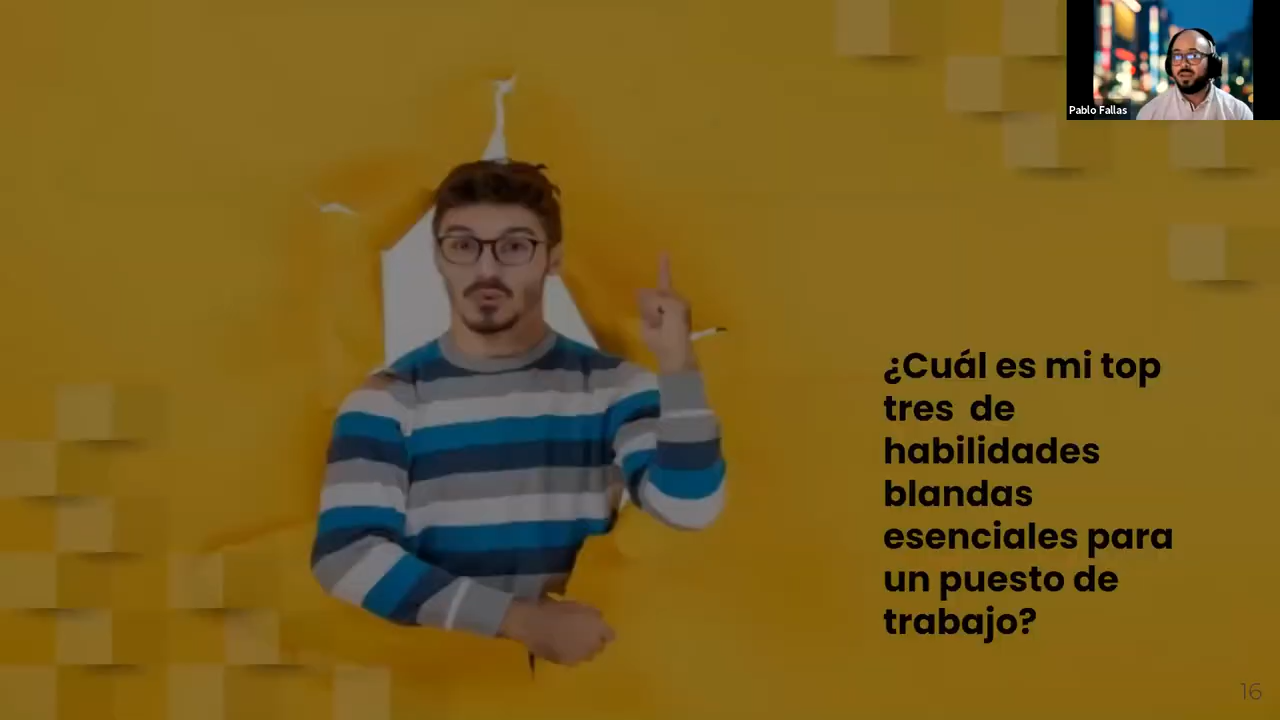 Pablo Fallas
¿Cuál es mi top
tres de
habilidades
blandas
esenciales para
un puesto de
trabajo?
16